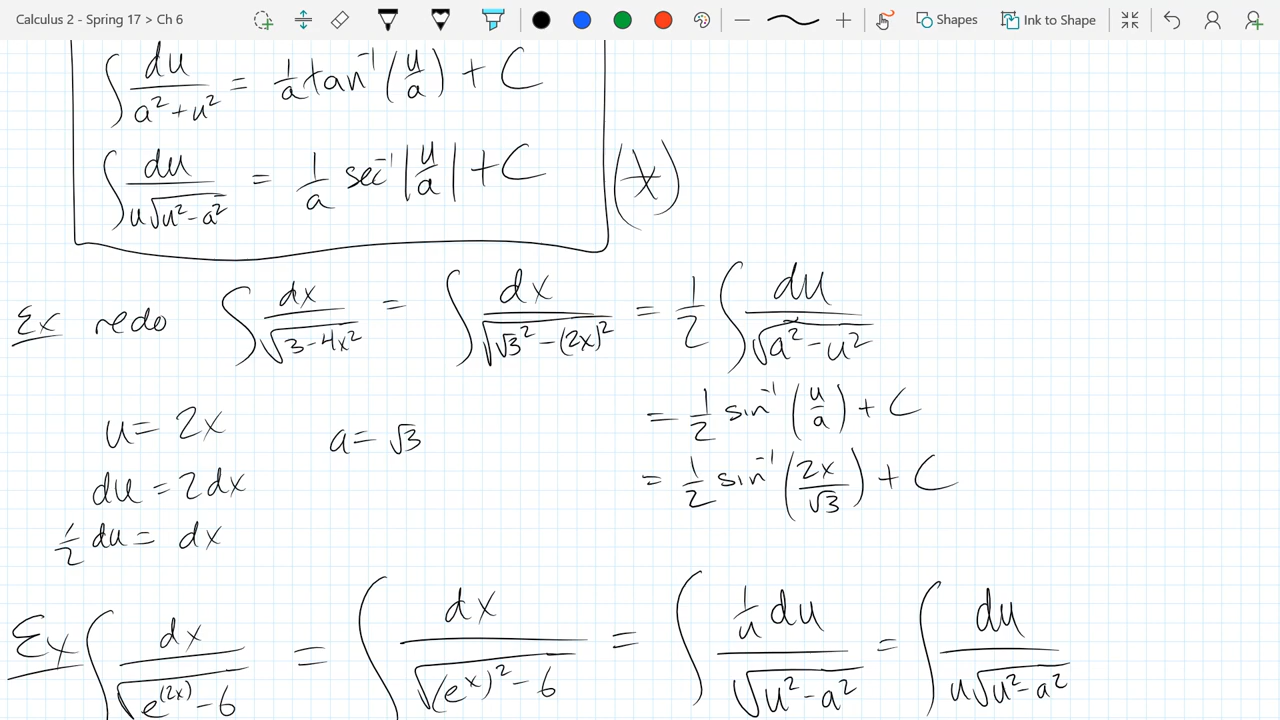 Calculus 2 - Spring 17 > Ch 6
Shapes
Ink to Shape
∫ du/(a² + u²) = 1/a tan⁻¹(u/a) + C
∫ du/(u√(u² - a²)) = 1/a sec⁻¹|u/a| + C (*)
Ex redo ∫ dx/√(3 - 4x²) = ∫ dx/√(√3² - (2x)²) = 1/2 ∫ du/√(a² - u²)
= 1/2 sin⁻¹(u/a) + C
u = 2x a = √3
= 1/2 sin⁻¹(2x/√3) + C
du = 2dx
1/2 du = dx
Ex ∫ dx/√(e^(2x) - 6) = ∫ dx/√((eˣ)² - 6) = ∫ (1/u du)/√(u² - a²) = ∫ du/(u√(u² - a²))